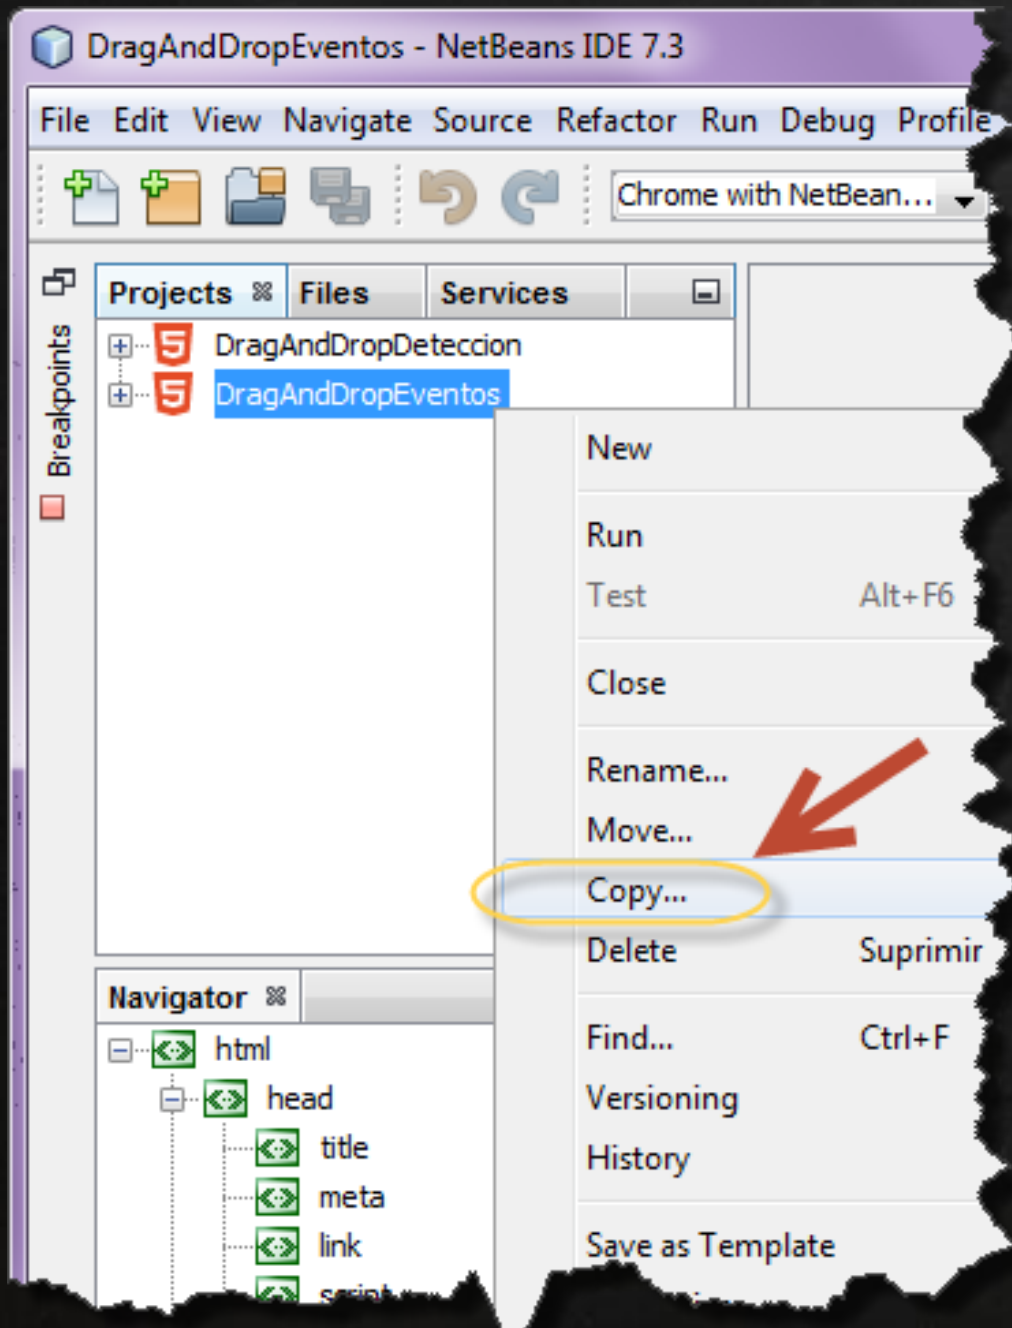 DragAndDropEventos - NetBeans IDE 7.3
File Edit View Navigate Source Refactor Run Debug Profile
Chrome with NetBean...
Projects Files Services
Breakpoints
DragAndDropDeteccion
DragAndDropEventos
New
Run
Test Alt+F6
Close
Rename...
Move...
Copy...
Delete Suprimir
Find... Ctrl+F
Versioning
History
Save as Template
Navigator
html
head
title
meta
link
script